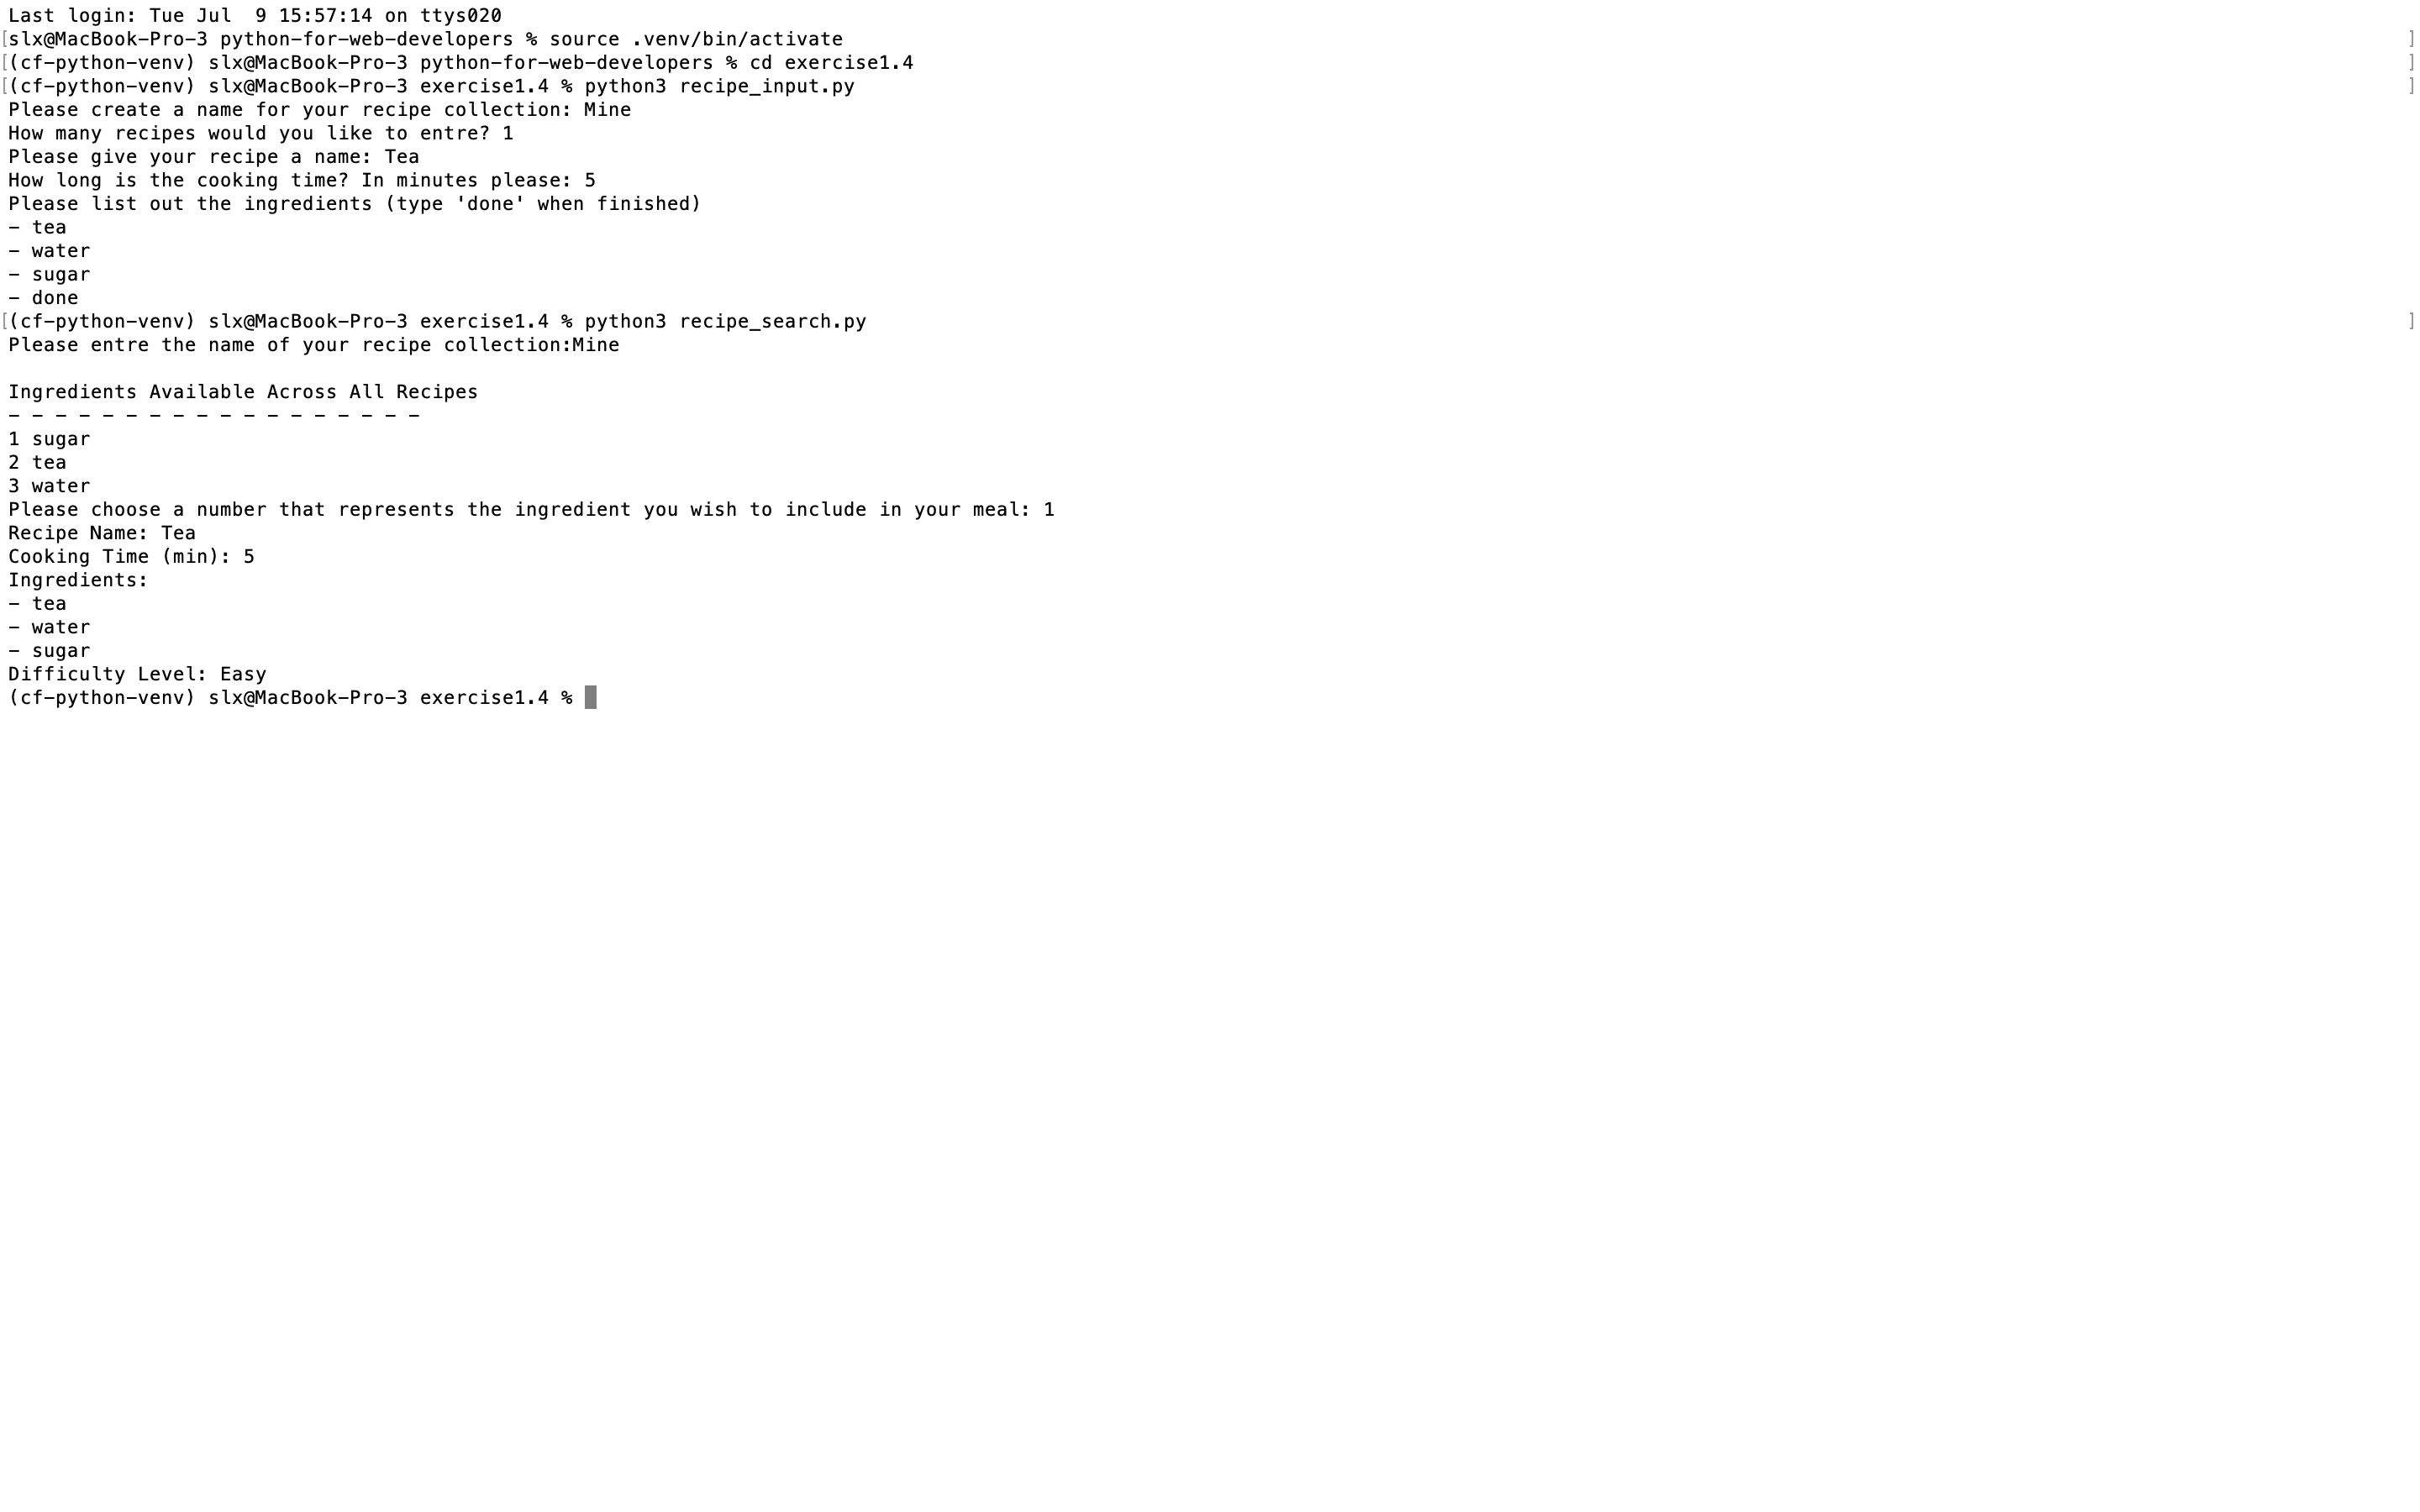 Last login: Tue Jul  9 15:57:14 on ttys020
[slx@MacBook-Pro-3 python-for-web-developers % source .venv/bin/activate ]
[(cf-python-venv) slx@MacBook-Pro-3 python-for-web-developers % cd exercise1.4 ]
[(cf-python-venv) slx@MacBook-Pro-3 exercise1.4 % python3 recipe_input.py ]
Please create a name for your recipe collection: Mine
How many recipes would you like to entre? 1
Please give your recipe a name: Tea
How long is the cooking time? In minutes please: 5
Please list out the ingredients (type 'done' when finished)
- tea
- water
- sugar
- done
[(cf-python-venv) slx@MacBook-Pro-3 exercise1.4 % python3 recipe_search.py ]
Please entre the name of your recipe collection:Mine

Ingredients Available Across All Recipes
- - - - - - - - - - - - - - - - - -
1 sugar
2 tea
3 water
Please choose a number that represents the ingredient you wish to include in your meal: 1
Recipe Name: Tea
Cooking Time (min): 5
Ingredients:
- tea
- water
- sugar
Difficulty Level: Easy
(cf-python-venv) slx@MacBook-Pro-3 exercise1.4 %